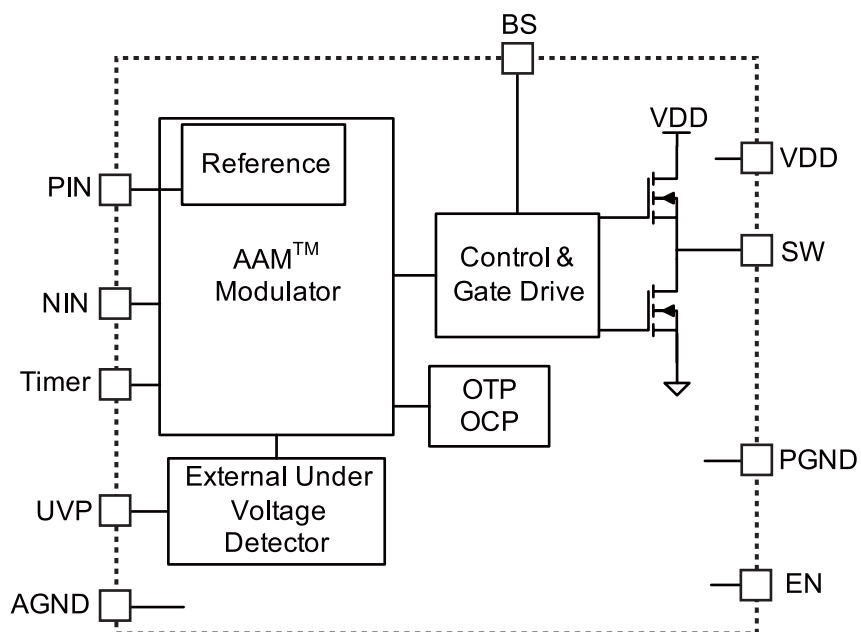 BS
VDD
VDD
Reference
PIN
AAM™
Modulator
Control &
Gate Drive
SW
NIN
Timer
OTP
OCP
PGND
External Under
Voltage
Detector
UVP
EN
AGND